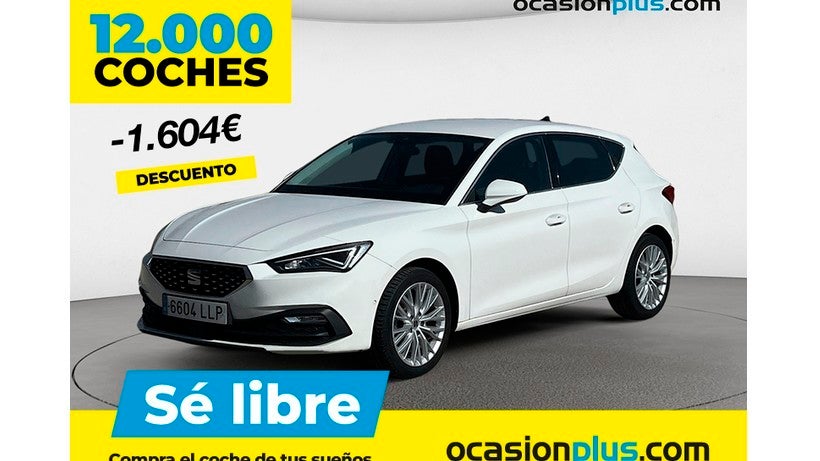 12.000
COCHES
ocasionplus.com
-1.604€
DESCUENTO
6604 LLP
Sé libre
Compra el coche de tus sueños
ocasionplus.com